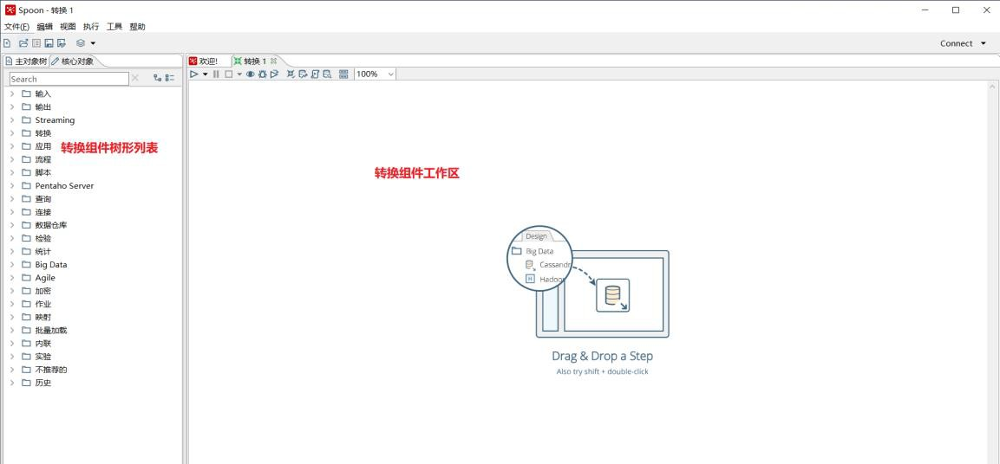 Spoon - 转换 1
文件(F) 编辑 视图 执行 工具 帮助
Connect
主对象树 核心对象
欢迎! 转换 1
Search
100%
输入
输出
Streaming
转换
应用
转换组件树形列表
流程
脚本
Pentaho Server
查询
连接
数据仓库
检验
统计
Big Data
Agile
加密
作业
映射
批量加载
内联
实验
不推荐的
历史
转换组件工作区
Design
Big Data
Cassandr
Hadoop
Drag & Drop a Step
Also try shift + double-click